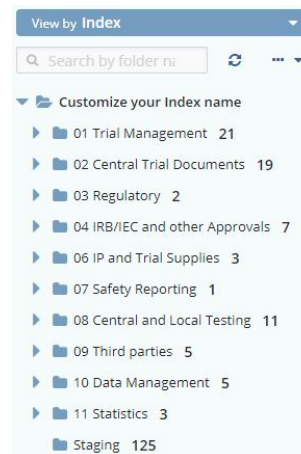 View by Index
Search by folder na
Customize your Index name
01 Trial Management 21
02 Central Trial Documents 19
03 Regulatory 2
04 IRB/IEC and other Approvals 7
06 IP and Trial Supplies 3
07 Safety Reporting 1
08 Central and Local Testing 11
09 Third parties 5
10 Data Management 5
11 Statistics 3
Staging 125